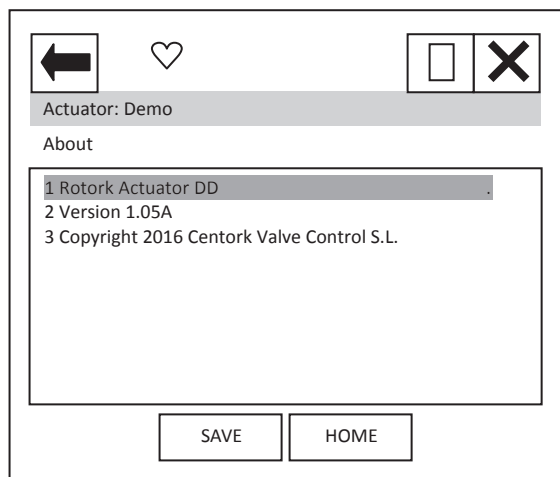 Actuator: Demo
About
1 Rotork Actuator DD .
2 Version 1.05A
3 Copyright 2016 Centork Valve Control S.L.
SAVE HOME